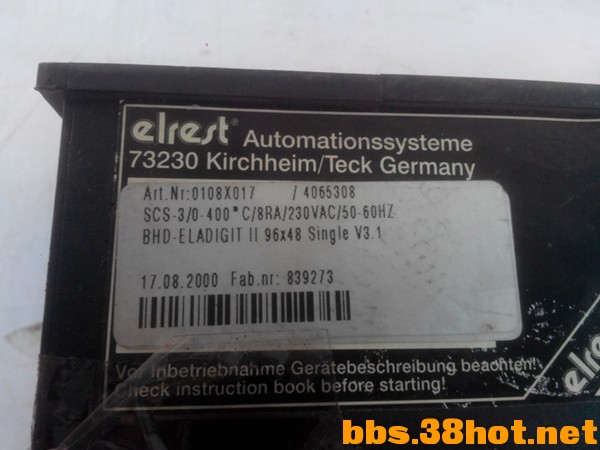 elrest® Automationssysteme
73230 Kirchheim/Teck Germany
Art.Nr:0108X017 / 4065308
SCS-3/0-400°C/8RA/230VAC/50-60HZ
BHD-ELADIGIT II 96x48 Single V3.1
17.08.2000 Fab.nr: 839273
Vor Inbetriebnahme Gerätebeschreibung beachten!
Check instruction book before starting!
elrest
bbs.38hot.net